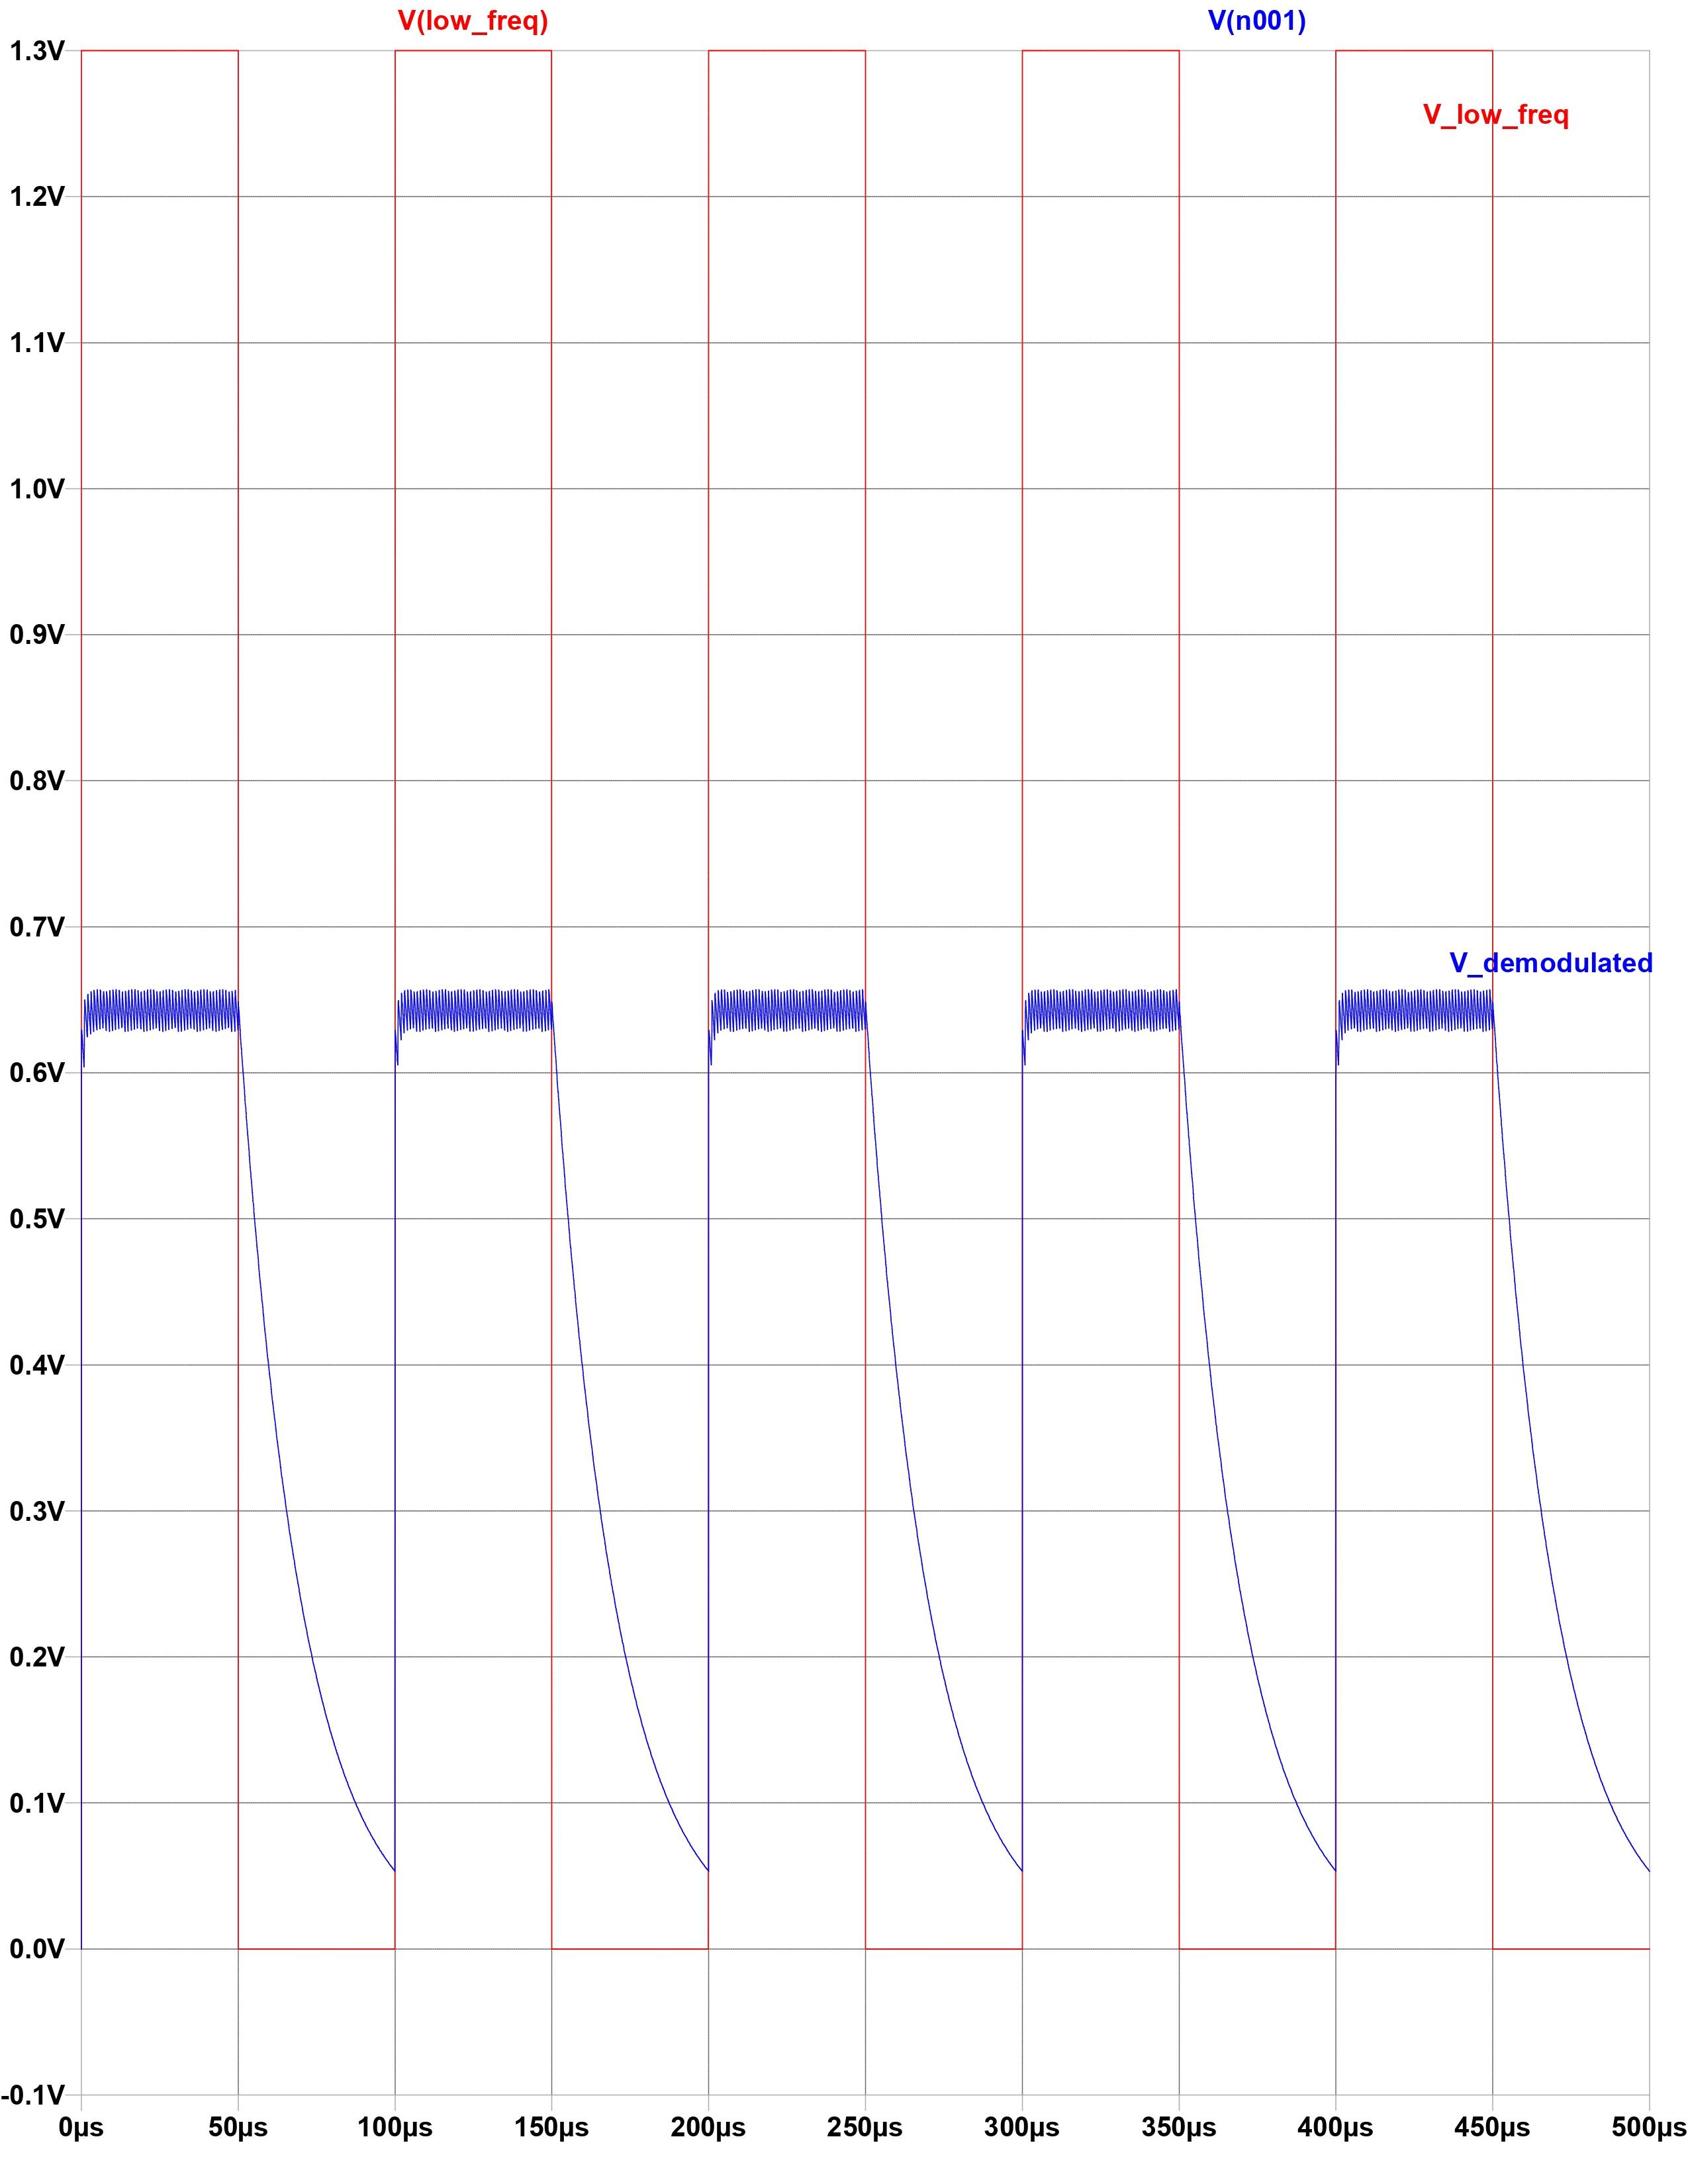 V(low_freq) V(n001)
1.3V
V_low_freq
1.2V
1.1V
1.0V
0.9V
0.8V
0.7V
V_demodulated
0.6V
0.5V
0.4V
0.3V
0.2V
0.1V
0.0V
-0.1V
0µs 50µs 100µs 150µs 200µs 250µs 300µs 350µs 400µs 450µs 500µs